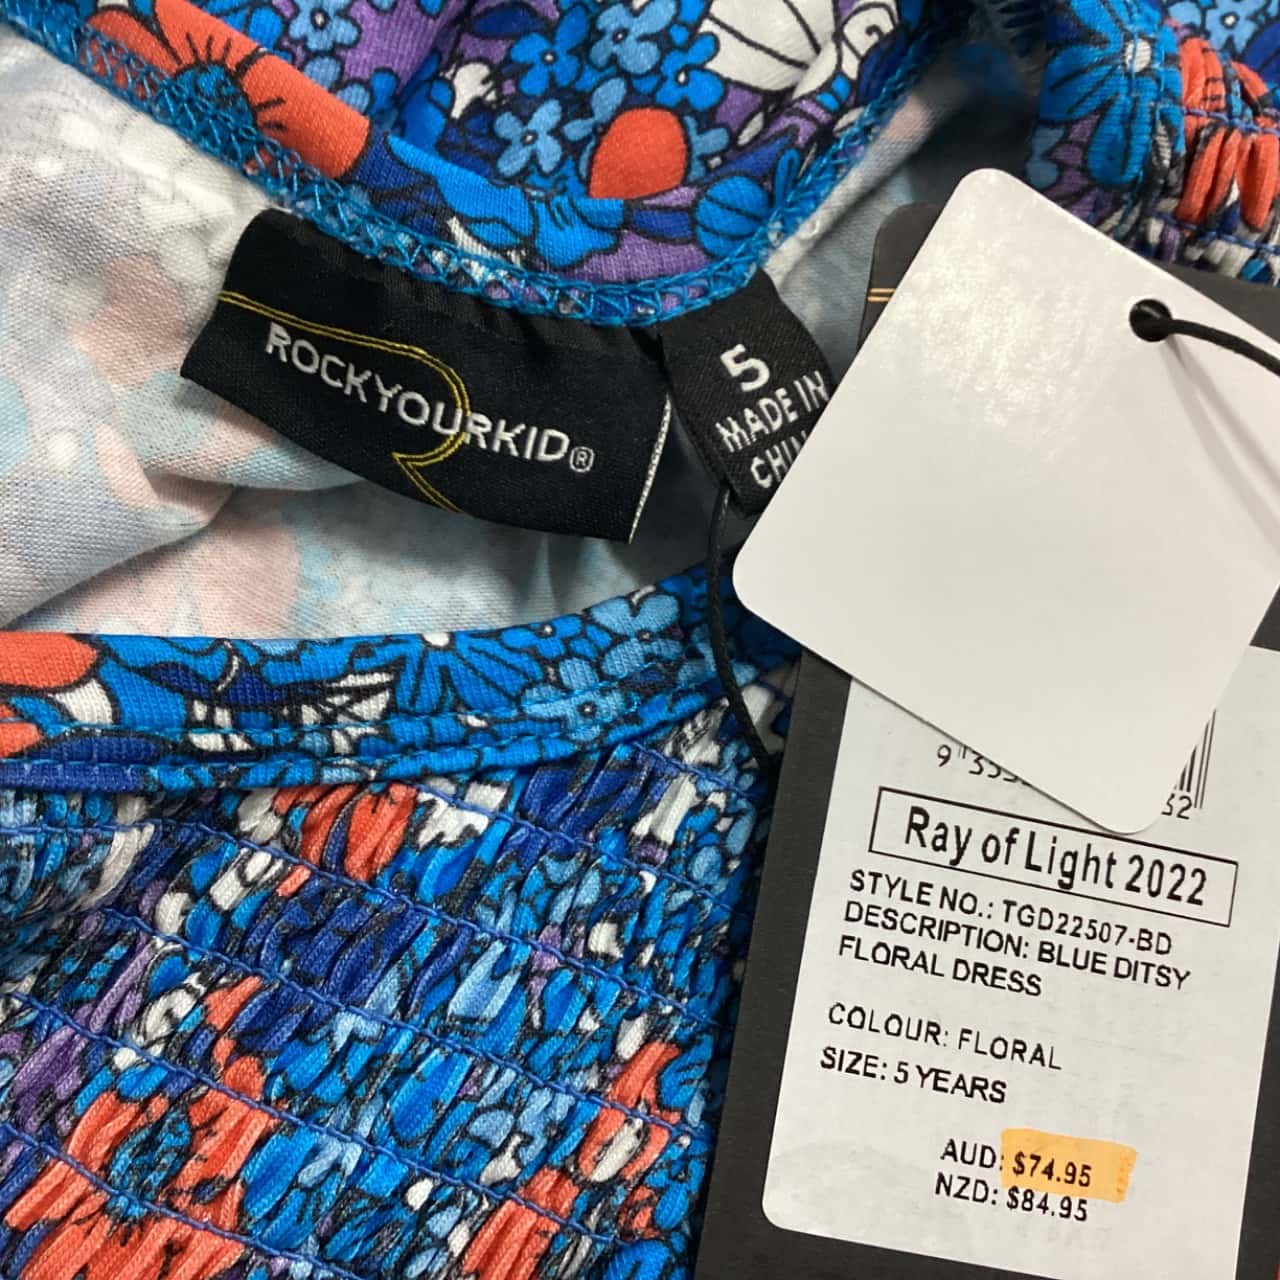 ROCKYOURKID®
5
MADE IN
Ray of Light 2022
STYLE NO.: TGD22507-BD
DESCRIPTION: BLUE DITSY
FLORAL DRESS
COLOUR: FLORAL
SIZE: 5 YEARS
AUD: $74.95
NZD: $84.95